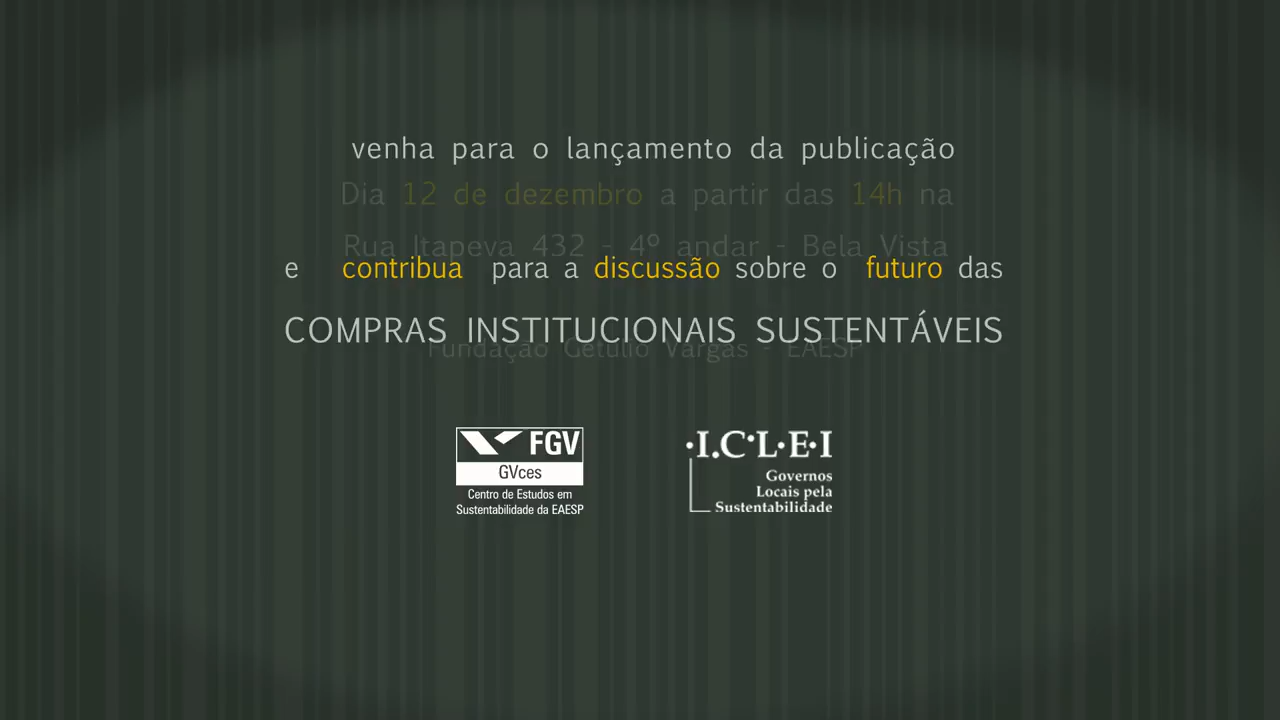 venha para o lançamento da publicação
Dia 12 de dezembro a partir das 14h na
Rua Itapeva 432 - 4º andar - Bela Vista
e contribua para a discussão sobre o futuro das
COMPRAS INSTITUCIONAIS SUSTENTÁVEIS
Fundação Getulio Vargas - EAESP
FGV
GVces
Centro de Estudos em
Sustentabilidade da EAESP
·I.C·L·E·I
Governos
Locais pela
Sustentabilidade